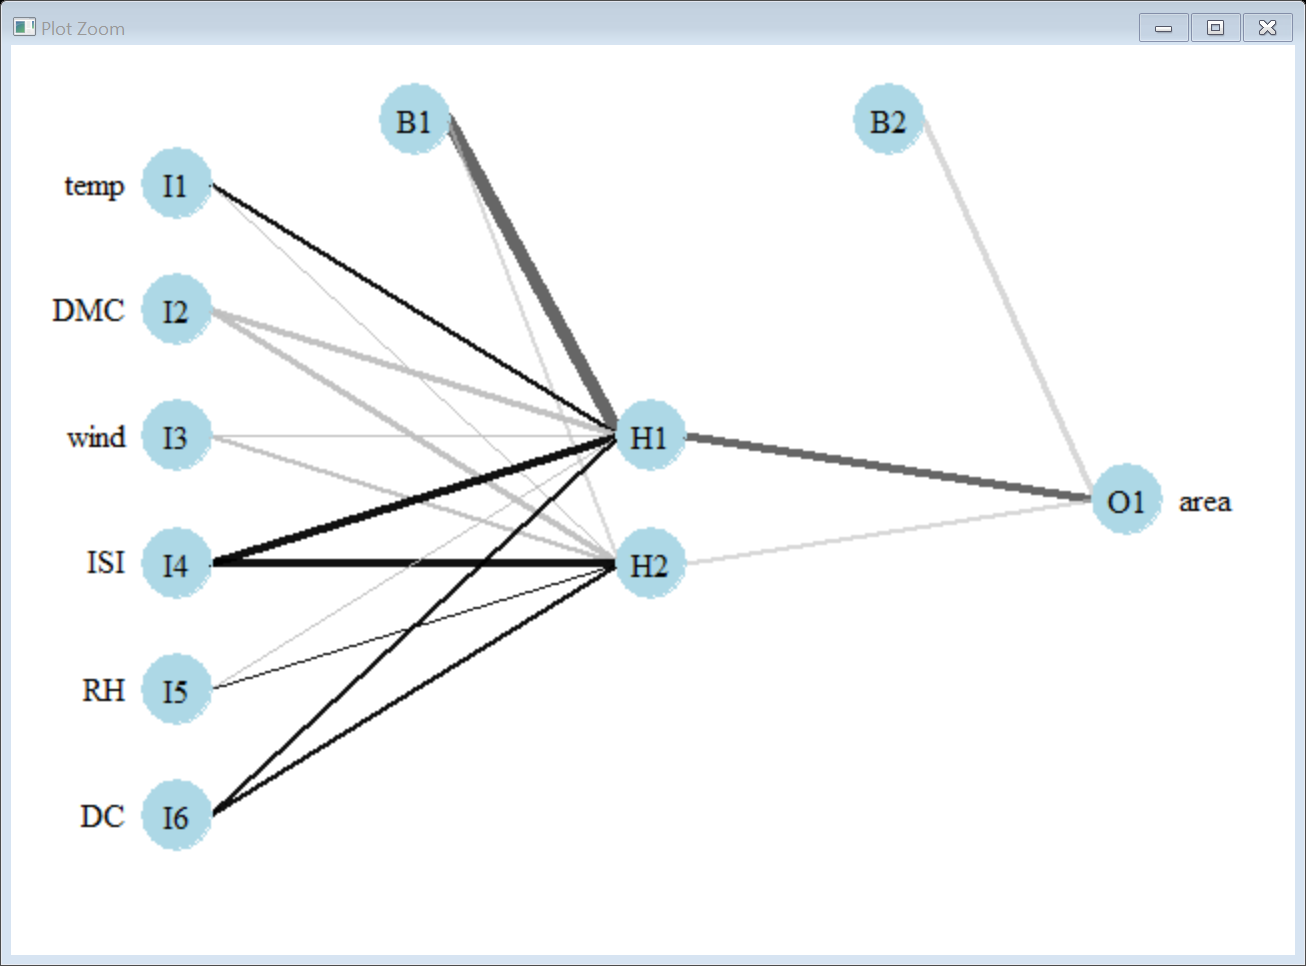 Plot Zoom
B1
B2
temp I1
DMC I2
wind I3
H1
ISI I4
H2
O1 area
RH I5
DC I6